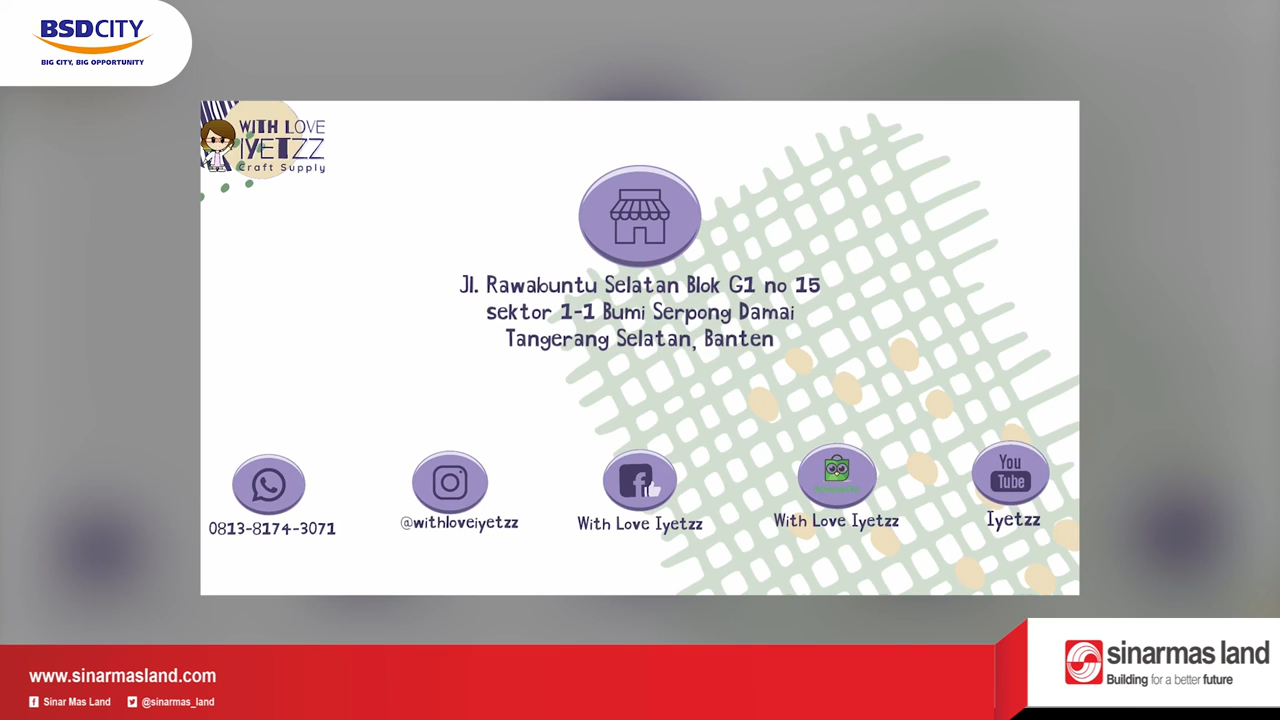 BSDCITY
BIG CITY, BIG OPPORTUNITY
WITH LOVE
IYETZZ
Craft Supply
Jl. Rawabuntu Selatan Blok G1 no 15
sektor 1-1 Bumi Serpong Damai
Tangerang Selatan, Banten
You
Tube
0813-8174-3071
@withloveiyetzz
With Love Iyetzz
With Love Iyetzz
Iyetzz
www.sinarmasland.com
Sinar Mas Land
@sinarmas_land
sinarmas land
Building for a better future